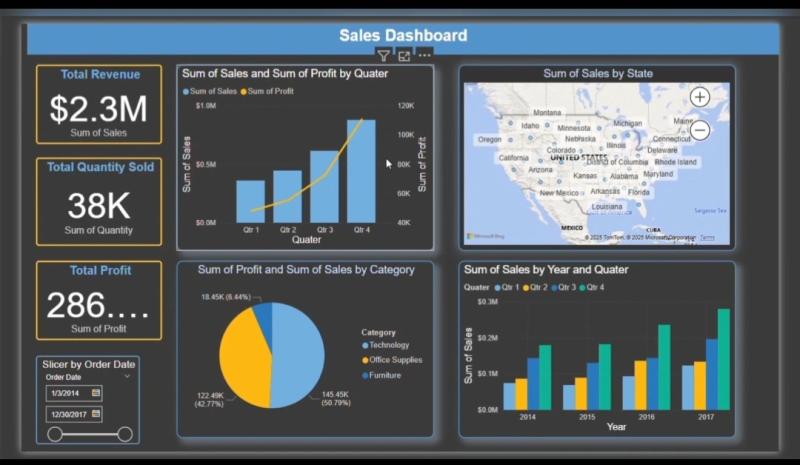 Sales Dashboard
Total Revenue
$2.3M
Sum of Sales
Total Quantity Sold
38K
Sum of Quantity
Total Profit
286....
Sum of Profit
Slicer by Order Date
Order Date
1/3/2014
12/30/2017
Sum of Sales and Sum of Profit by Quater
Sum of Sales Sum of Profit
Sum of Sales
$1.0M
$0.5M
$0.0M
120K
100K
80K
60K
40K
Sum of Profit
Qtr 1 Qtr 2 Qtr 3 Qtr 4
Quater
Sum of Sales by State
Montana
Maine
Idaho
Minnesota
Michigan
Oregon
Nebraska
Connecticut
Illinois
Colorado
Delaware
California
UNITED STATES
District of Columbia
Rhode Island
Arizona
Kansas
Alabama
Maryland
New Mexico
Arkansas
Florida
Louisiana
MEXICO
CUBA
Sargasso Sea
Microsoft Bing
© 2025 TomTom, © 2025 Microsoft Corporation Terms
Sum of Profit and Sum of Sales by Category
18.45K (6.44%)
122.49K
(42.77%)
145.45K
(50.79%)
Category
Technology
Office Supplies
Furniture
Sum of Sales by Year and Quater
Quater Qtr 1 Qtr 2 Qtr 3 Qtr 4
Sum of Sales
$0.3M
$0.2M
$0.1M
$0.0M
2014 2015 2016 2017
Year